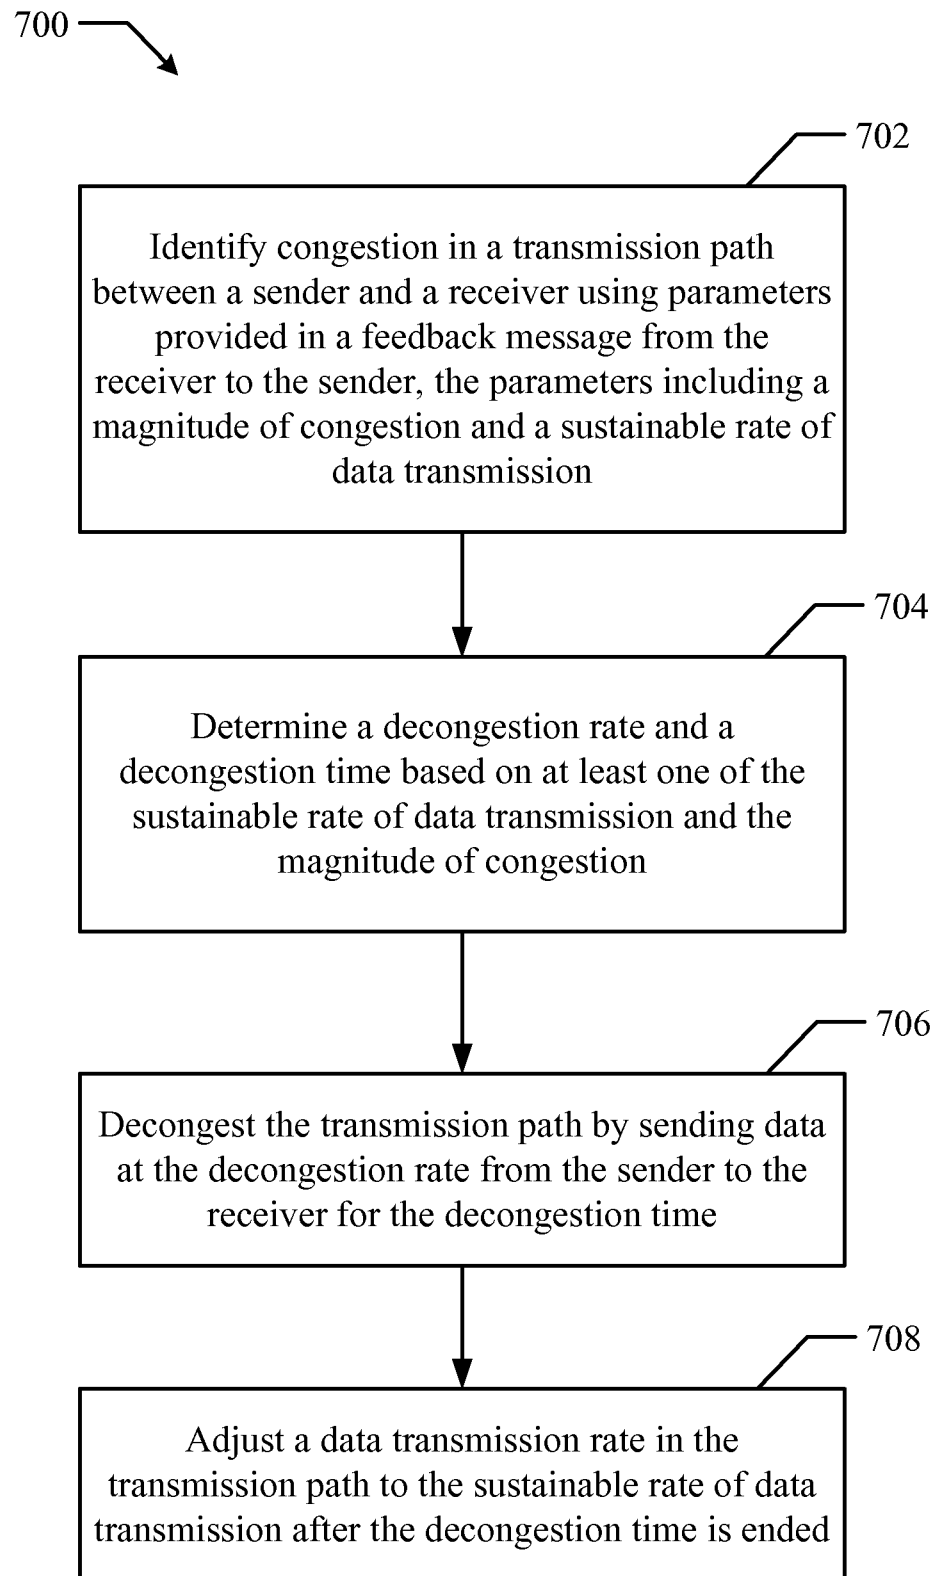 700
702
Identify congestion in a transmission path
between a sender and a receiver using parameters
provided in a feedback message from the
receiver to the sender, the parameters including a
magnitude of congestion and a sustainable rate of
data transmission
704
Determine a decongestion rate and a
decongestion time based on at least one of the
sustainable rate of data transmission and the
magnitude of congestion
706
Decongest the transmission path by sending data
at the decongestion rate from the sender to the
receiver for the decongestion time
708
Adjust a data transmission rate in the
transmission path to the sustainable rate of data
transmission after the decongestion time is ended